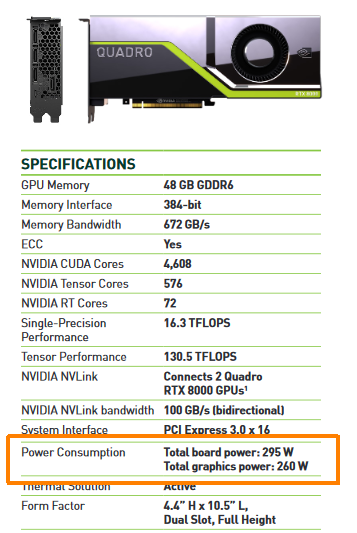 QUADRO
SPECIFICATIONS
GPU Memory 48 GB GDDR6
Memory Interface 384-bit
Memory Bandwidth 672 GB/s
ECC Yes
NVIDIA CUDA Cores 4,608
NVIDIA Tensor Cores 576
NVIDIA RT Cores 72
Single-Precision 16.3 TFLOPS
Performance
Tensor Performance 130.5 TFLOPS
NVIDIA NVLink Connects 2 Quadro
RTX 8000 GPUs¹
NVIDIA NVLink bandwidth 100 GB/s (bidirectional)
System Interface PCI Express 3.0 x 16
Power Consumption Total board power: 295 W
Total graphics power: 260 W
Thermal Solution Active
Form Factor 4.4” H x 10.5” L,
Dual Slot, Full Height